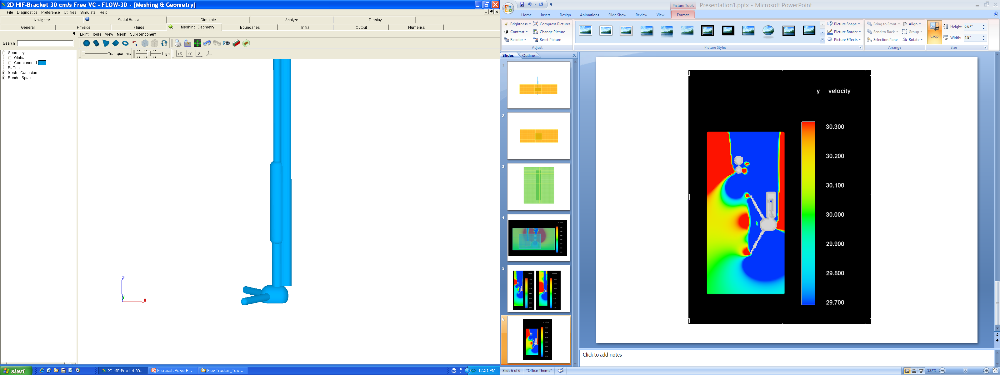 2D HIF-Bracket 30 cm/s Free VC - FLOW-3D - [Meshing & Geometry]
File Diagnostics Preference Utilities Simulate Help
Navigator Model Setup Simulate Analyze Display
General Physics Fluids Meshing_Geometry Boundaries Initial Output Numerics
Light Tools View Mesh Subcomponent
Search
STL
Transparency Light +X +Y -Z
Geometry
Global
Component 1
Baffles
Mesh - Cartesian
Render Space
Z
Y
X
start
2D HIF-Bracket 30...
Microsoft PowerP...
FlowTracker_Tow...
12:21 PM
Picture Tools
Presentation1.pptx - Microsoft PowerPoint
Home Insert Design Animations Slide Show Review View Format
Brightness
Contrast
Recolor
Compress Pictures
Change Picture
Reset Picture
Adjust
Picture Styles
Picture Shape
Picture Border
Picture Effects
Bring to Front
Send to Back
Selection Pane
Align
Group
Rotate
Arrange
Crop
Height: 6.67"
Width: 4.8"
Size
Slides Outline
1
2
3
4
5
6
y velocity
30.300
30.200
30.100
30.000
29.900
29.800
29.700
Click to add notes
Slide 6 of 6 "Office Theme"
127%